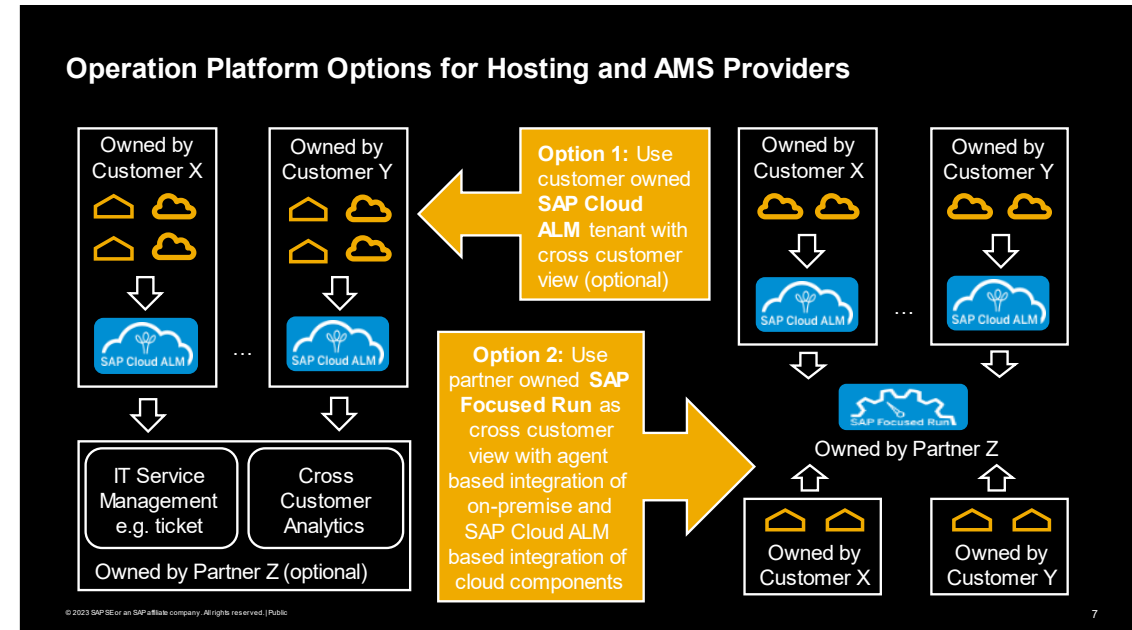 Operation Platform Options for Hosting and AMS Providers
Owned by
Customer X
SAP Cloud ALM
...
Owned by
Customer Y
SAP Cloud ALM
IT Service
Management
e.g. ticket
Cross
Customer
Analytics
Owned by Partner Z (optional)
Option 1: Use
customer owned
SAP Cloud
ALM tenant with
cross customer
view (optional)
Option 2: Use
partner owned SAP
Focused Run as
cross customer
view with agent
based integration of
on-premise and
SAP Cloud ALM
based integration of
cloud components
Owned by
Customer X
SAP Cloud ALM
...
Owned by
Customer Y
SAP Cloud ALM
SAP Focused Run
Owned by Partner Z
Owned by
Customer X
Owned by
Customer Y
© 2023 SAP SE or an SAP affiliate company. All rights reserved. | Public
7